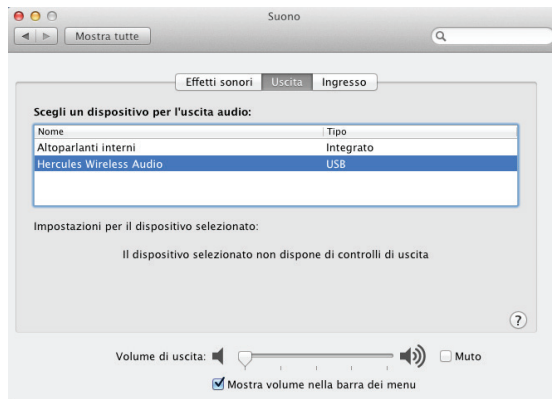 Suono
Mostra tutte
Effetti sonori Uscita Ingresso
Scegli un dispositivo per l'uscita audio:
Nome Tipo
Altoparlanti interni Integrato
Hercules Wireless Audio USB
Impostazioni per il dispositivo selezionato:
Il dispositivo selezionato non dispone di controlli di uscita
?
Volume di uscita: Muto
Mostra volume nella barra dei menu